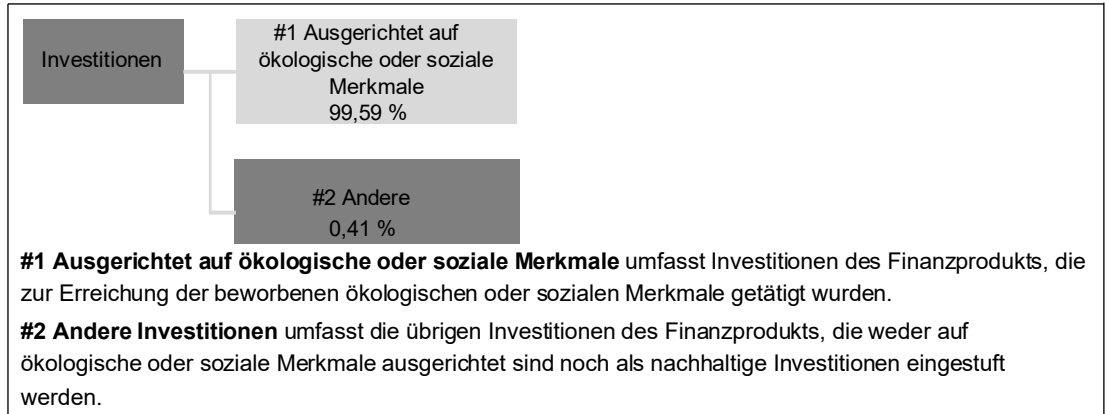 Investitionen
#1 Ausgerichtet auf
ökologische oder soziale
Merkmale
99,59 %
#2 Andere
0,41 %
#1 Ausgerichtet auf ökologische oder soziale Merkmale umfasst Investitionen des Finanzprodukts, die
zur Erreichung der beworbenen ökologischen oder sozialen Merkmale getätigt wurden.
#2 Andere Investitionen umfasst die übrigen Investitionen des Finanzprodukts, die weder auf
ökologische oder soziale Merkmale ausgerichtet sind noch als nachhaltige Investitionen eingestuft
werden.